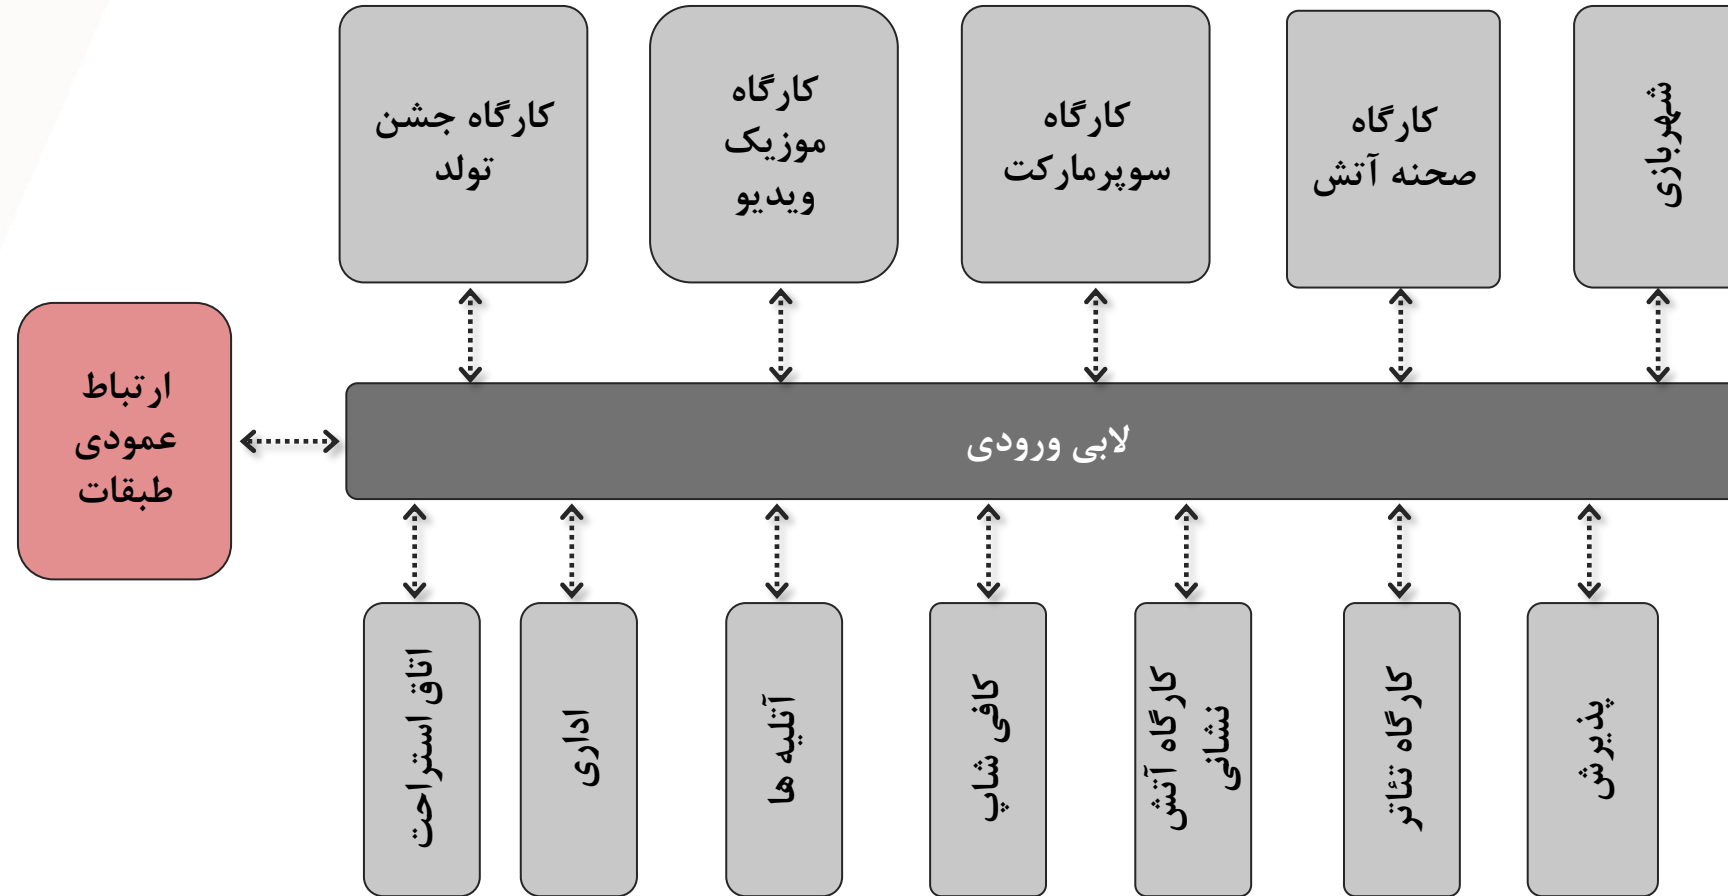 شهربازی
کارگاه
صحنه آتش
کارگاه
سوپرمارکت
کارگاه
موزیک
ویدیو
کارگاه جشن
تولد
لابی ورودی
ارتباط
عمودی
طبقات
پذیرش
کارگاه تئاتر
کارگاه آتش
نشانی
کافی شاپ
آتلیه ها
اداری
اتاق استراحت